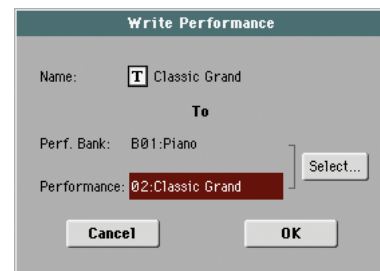 Write Performance
Name: T Classic Grand
To
Perf. Bank: B01:Piano
Select...
Performance: 02:Classic Grand
Cancel OK